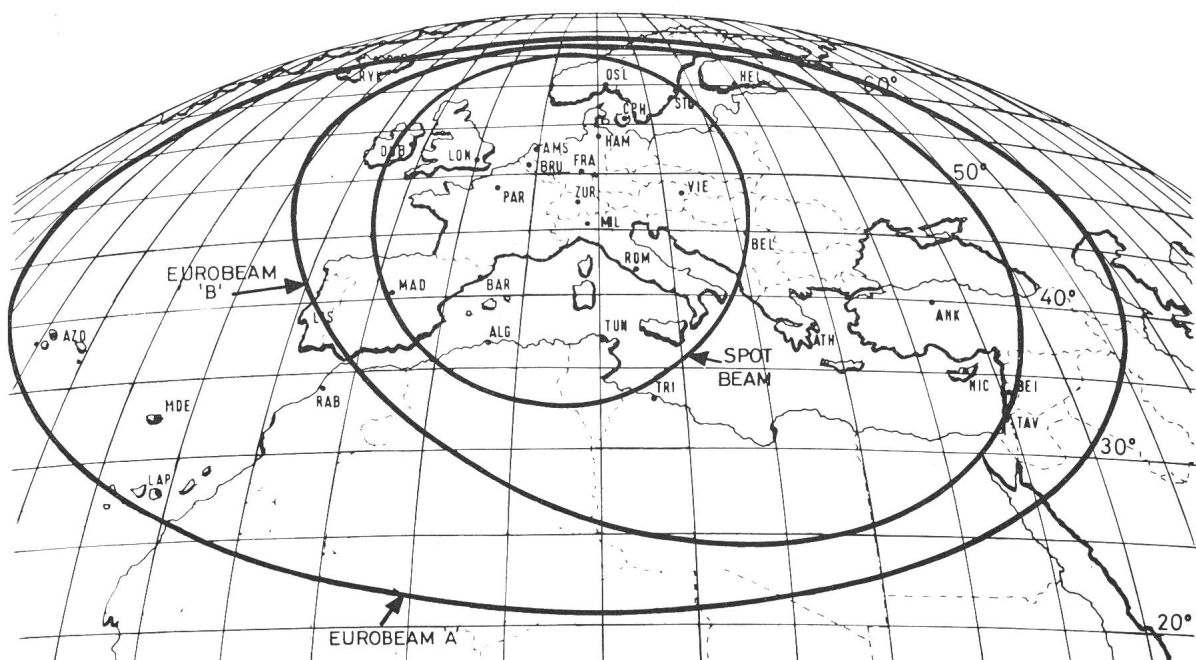 OSL
HEL
RYK
60°
STO
CPH
HAM
DUB
LON
AMS
BRU
FRA
50°
PAR
ZUR
VIE
MIL
BEL
ROM
EUROBEAM
'B'
MAD
BAR
40°
LIS
ANK
AZO
ALG
TUN
ATH
SPOT
BEAM
NIC
BEI
RAB
TRI
MDE
TAV
30°
LAP
20°
EUROBEAM 'A'